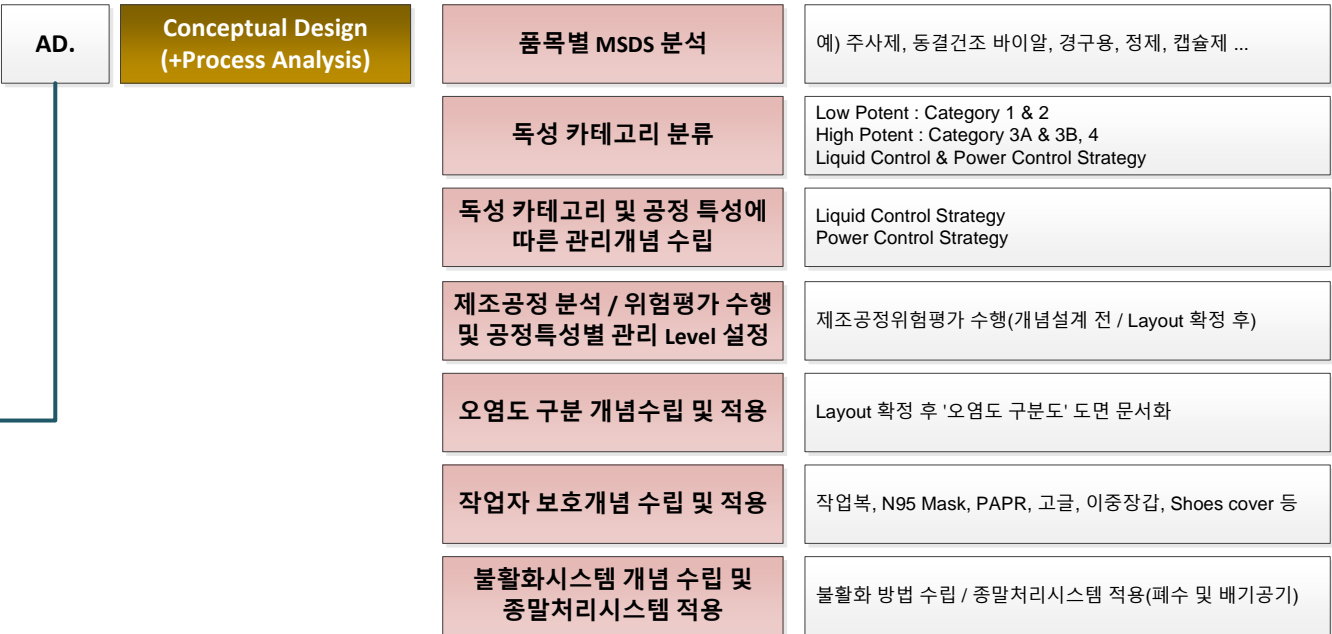 AD.
Conceptual Design
(+Process Analysis)
품목별 MSDS 분석
예) 주사제, 동결건조 바이알, 경구용, 정제, 캡슐제 ...
독성 카테고리 분류
Low Potent : Category 1 & 2
High Potent : Category 3A & 3B, 4
Liquid Control & Power Control Strategy
독성 카테고리 및 공정 특성에
따른 관리개념 수립
Liquid Control Strategy
Power Control Strategy
제조공정 분석 / 위험평가 수행
및 공정특성별 관리 Level 설정
제조공정위험평가 수행(개념설계 전 / Layout 확정 후)
오염도 구분 개념수립 및 적용
Layout 확정 후 '오염도 구분도' 도면 문서화
작업자 보호개념 수립 및 적용
작업복, N95 Mask, PAPR, 고글, 이중장갑, Shoes cover 등
불활화시스템 개념 수립 및
종말처리시스템 적용
불활화 방법 수립 / 종말처리시스템 적용(폐수 및 배기공기)